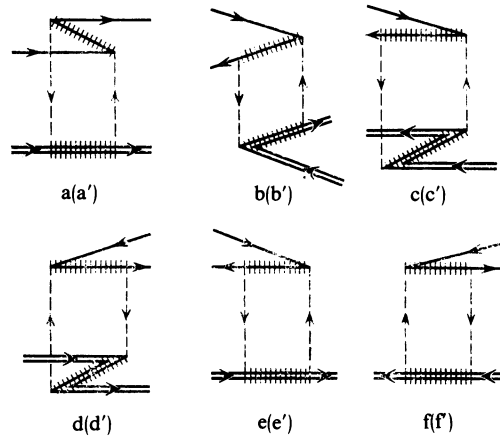 a(a′)
b(b′)
c(c′)
d(d′)
e(e′)
f(f′)